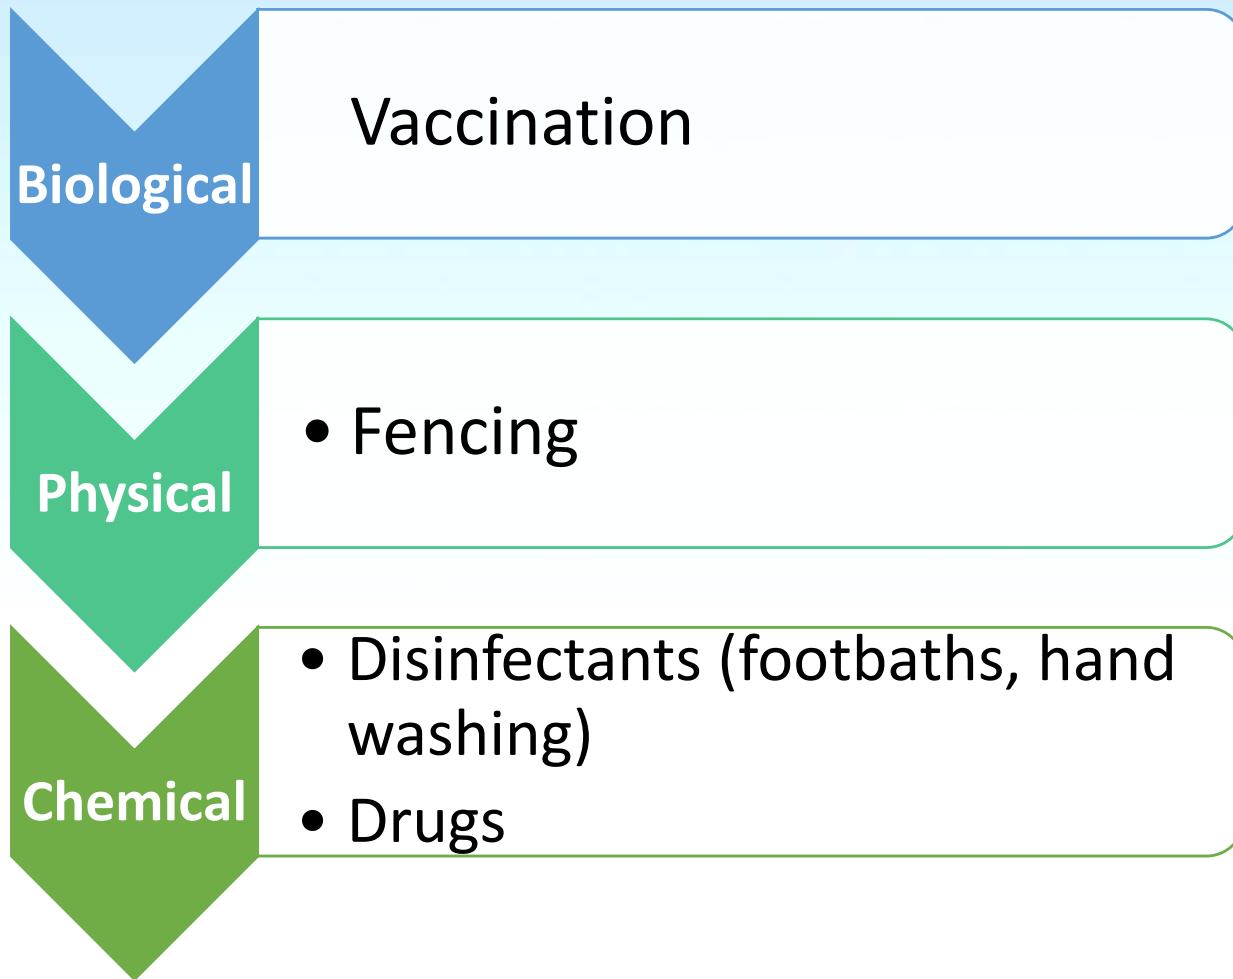 Vaccination
Biological
• Fencing
Physical
• Disinfectants (footbaths, hand
washing)
Chemical
• Drugs